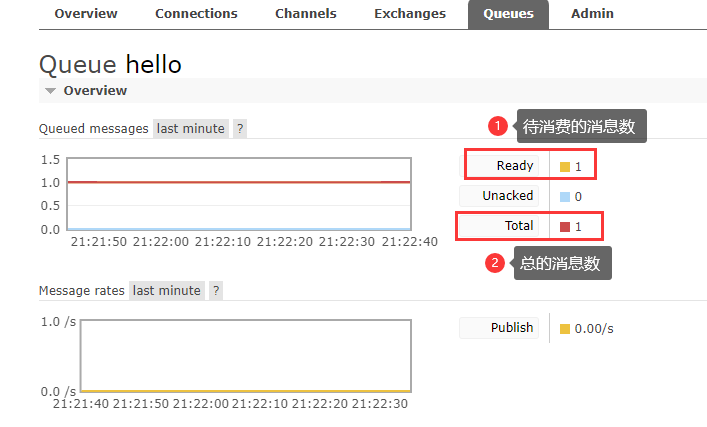 Overview Connections Channels Exchanges Queues Admin
Queue hello
Overview
Queued messages last minute ?
1 待消费的消息数
1.5
1.0
0.5
0.0
21:21:50 21:22:00 21:22:10 21:22:20 21:22:30 21:22:40
Ready 1
Unacked 0
Total 1
2 总的消息数
Message rates last minute ?
1.0 /s
0.0 /s
21:21:40 21:21:50 21:22:00 21:22:10 21:22:20 21:22:30
Publish 0.00/s